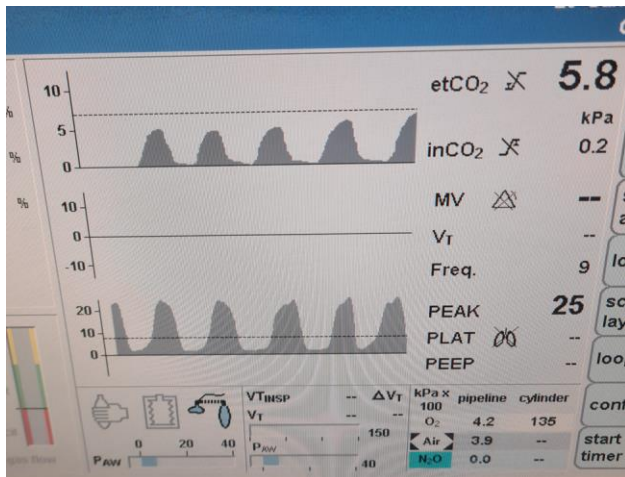 10
5
0
10
0
-10
20
10
0
%
%
%
etCO2 5.8
kPa
inCO2 0.2
MV --
VT --
Freq. 9
PEAK 25
PLAT --
PEEP --
VTINSP -- ΔVT
VT -- --
150
PAW
40
0 20 40
PAW
kPa x 100 pipeline cylinder
O2 4.2 135
Air 3.9 --
N2O 0.0 --
loo
conf
start
timer